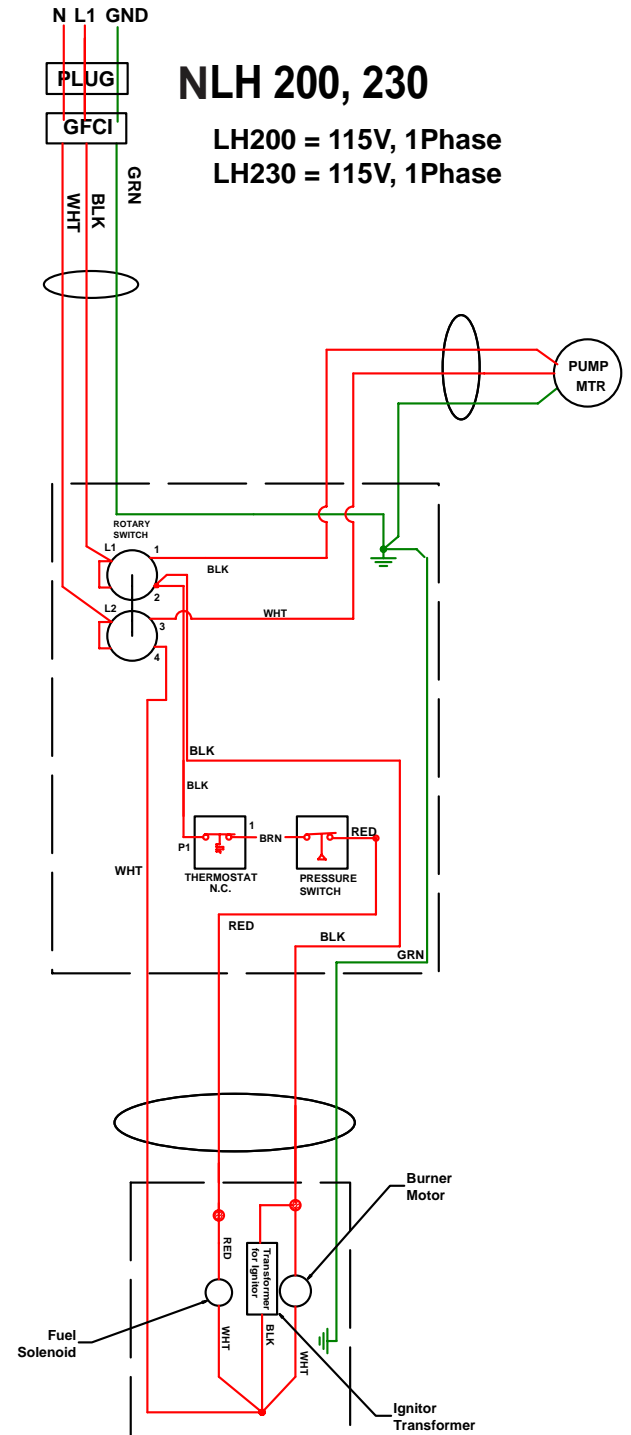 N L1 GND
PLUG
GFCI
NLH 200, 230
LH200 = 115V, 1Phase
LH230 = 115V, 1Phase
WHT
BLK
GRN
PUMP
MTR
ROTARY
SWITCH
L1
1
BLK
2
L2
3
WHT
4
BLK
BLK
P1
1
BRN
RED
THERMOSTAT
N.C.
PRESSURE
SWITCH
WHT
RED
BLK
GRN
Burner
Motor
RED
Transformer
for Ignitor
WHT
BLK
WHT
Fuel
Solenoid
Ignitor
Transformer